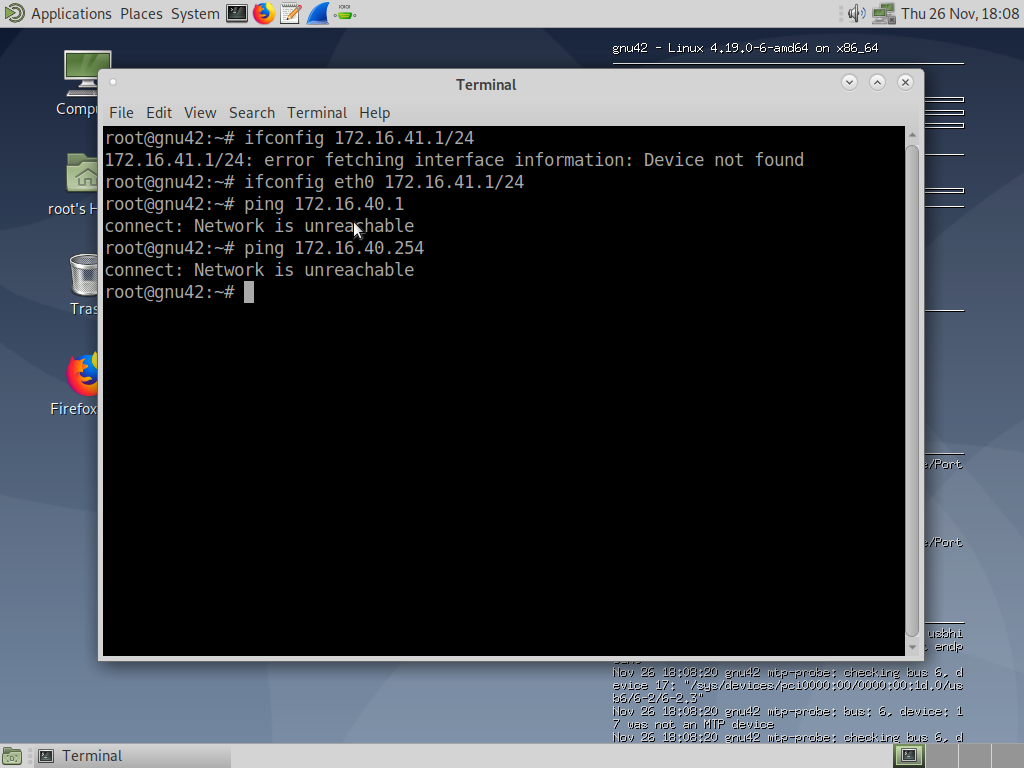 Applications Places System
Thu 26 Nov, 18:08
gnu42 - Linux 4.19.0-6-amd64 on x86_64
Terminal
File Edit View Search Terminal Help
root@gnu42:~# ifconfig 172.16.41.1/24
172.16.41.1/24: error fetching interface information: Device not found
root@gnu42:~# ifconfig eth0 172.16.41.1/24
root@gnu42:~# ping 172.16.40.1
connect: Network is unreachable
root@gnu42:~# ping 172.16.40.254
connect: Network is unreachable
root@gnu42:~#
Compu
root's H
Tras
Firefox
e/Port
e/Port
usbhi
endp
Nov 26 18:08:20 gnu42 mtp-probe: checking bus 6, d
evice 17: "/sys/devices/pci0000:00/0000:00:1d.0/us
b6/6-2/6-2.3"
Nov 26 18:08:20 gnu42 mtp-probe: bus: 6, device: 1
7 was not an MTP device
Nov 26 18:08:20 gnu42 mtp-probe: checking bus 6, d
Terminal